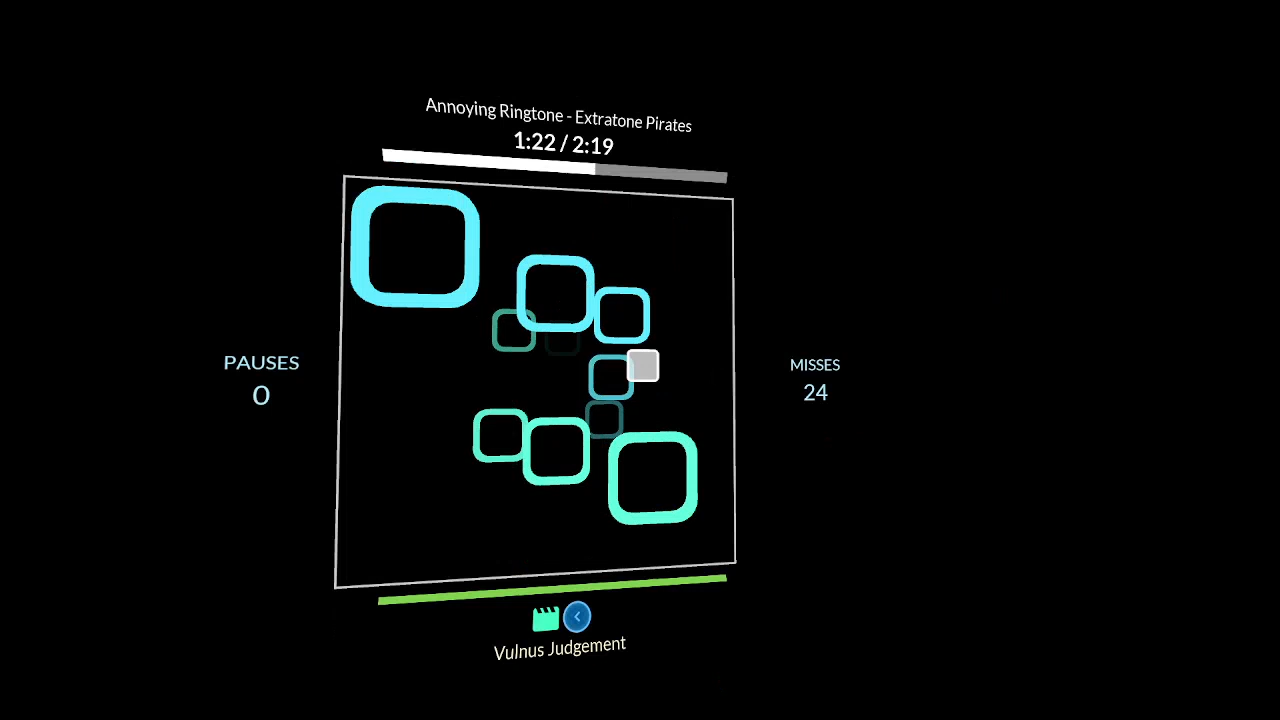 Annoying Ringtone - Extratone Pirates
1:22 / 2:19
PAUSES
0
MISSES
24
Vulnus Judgement